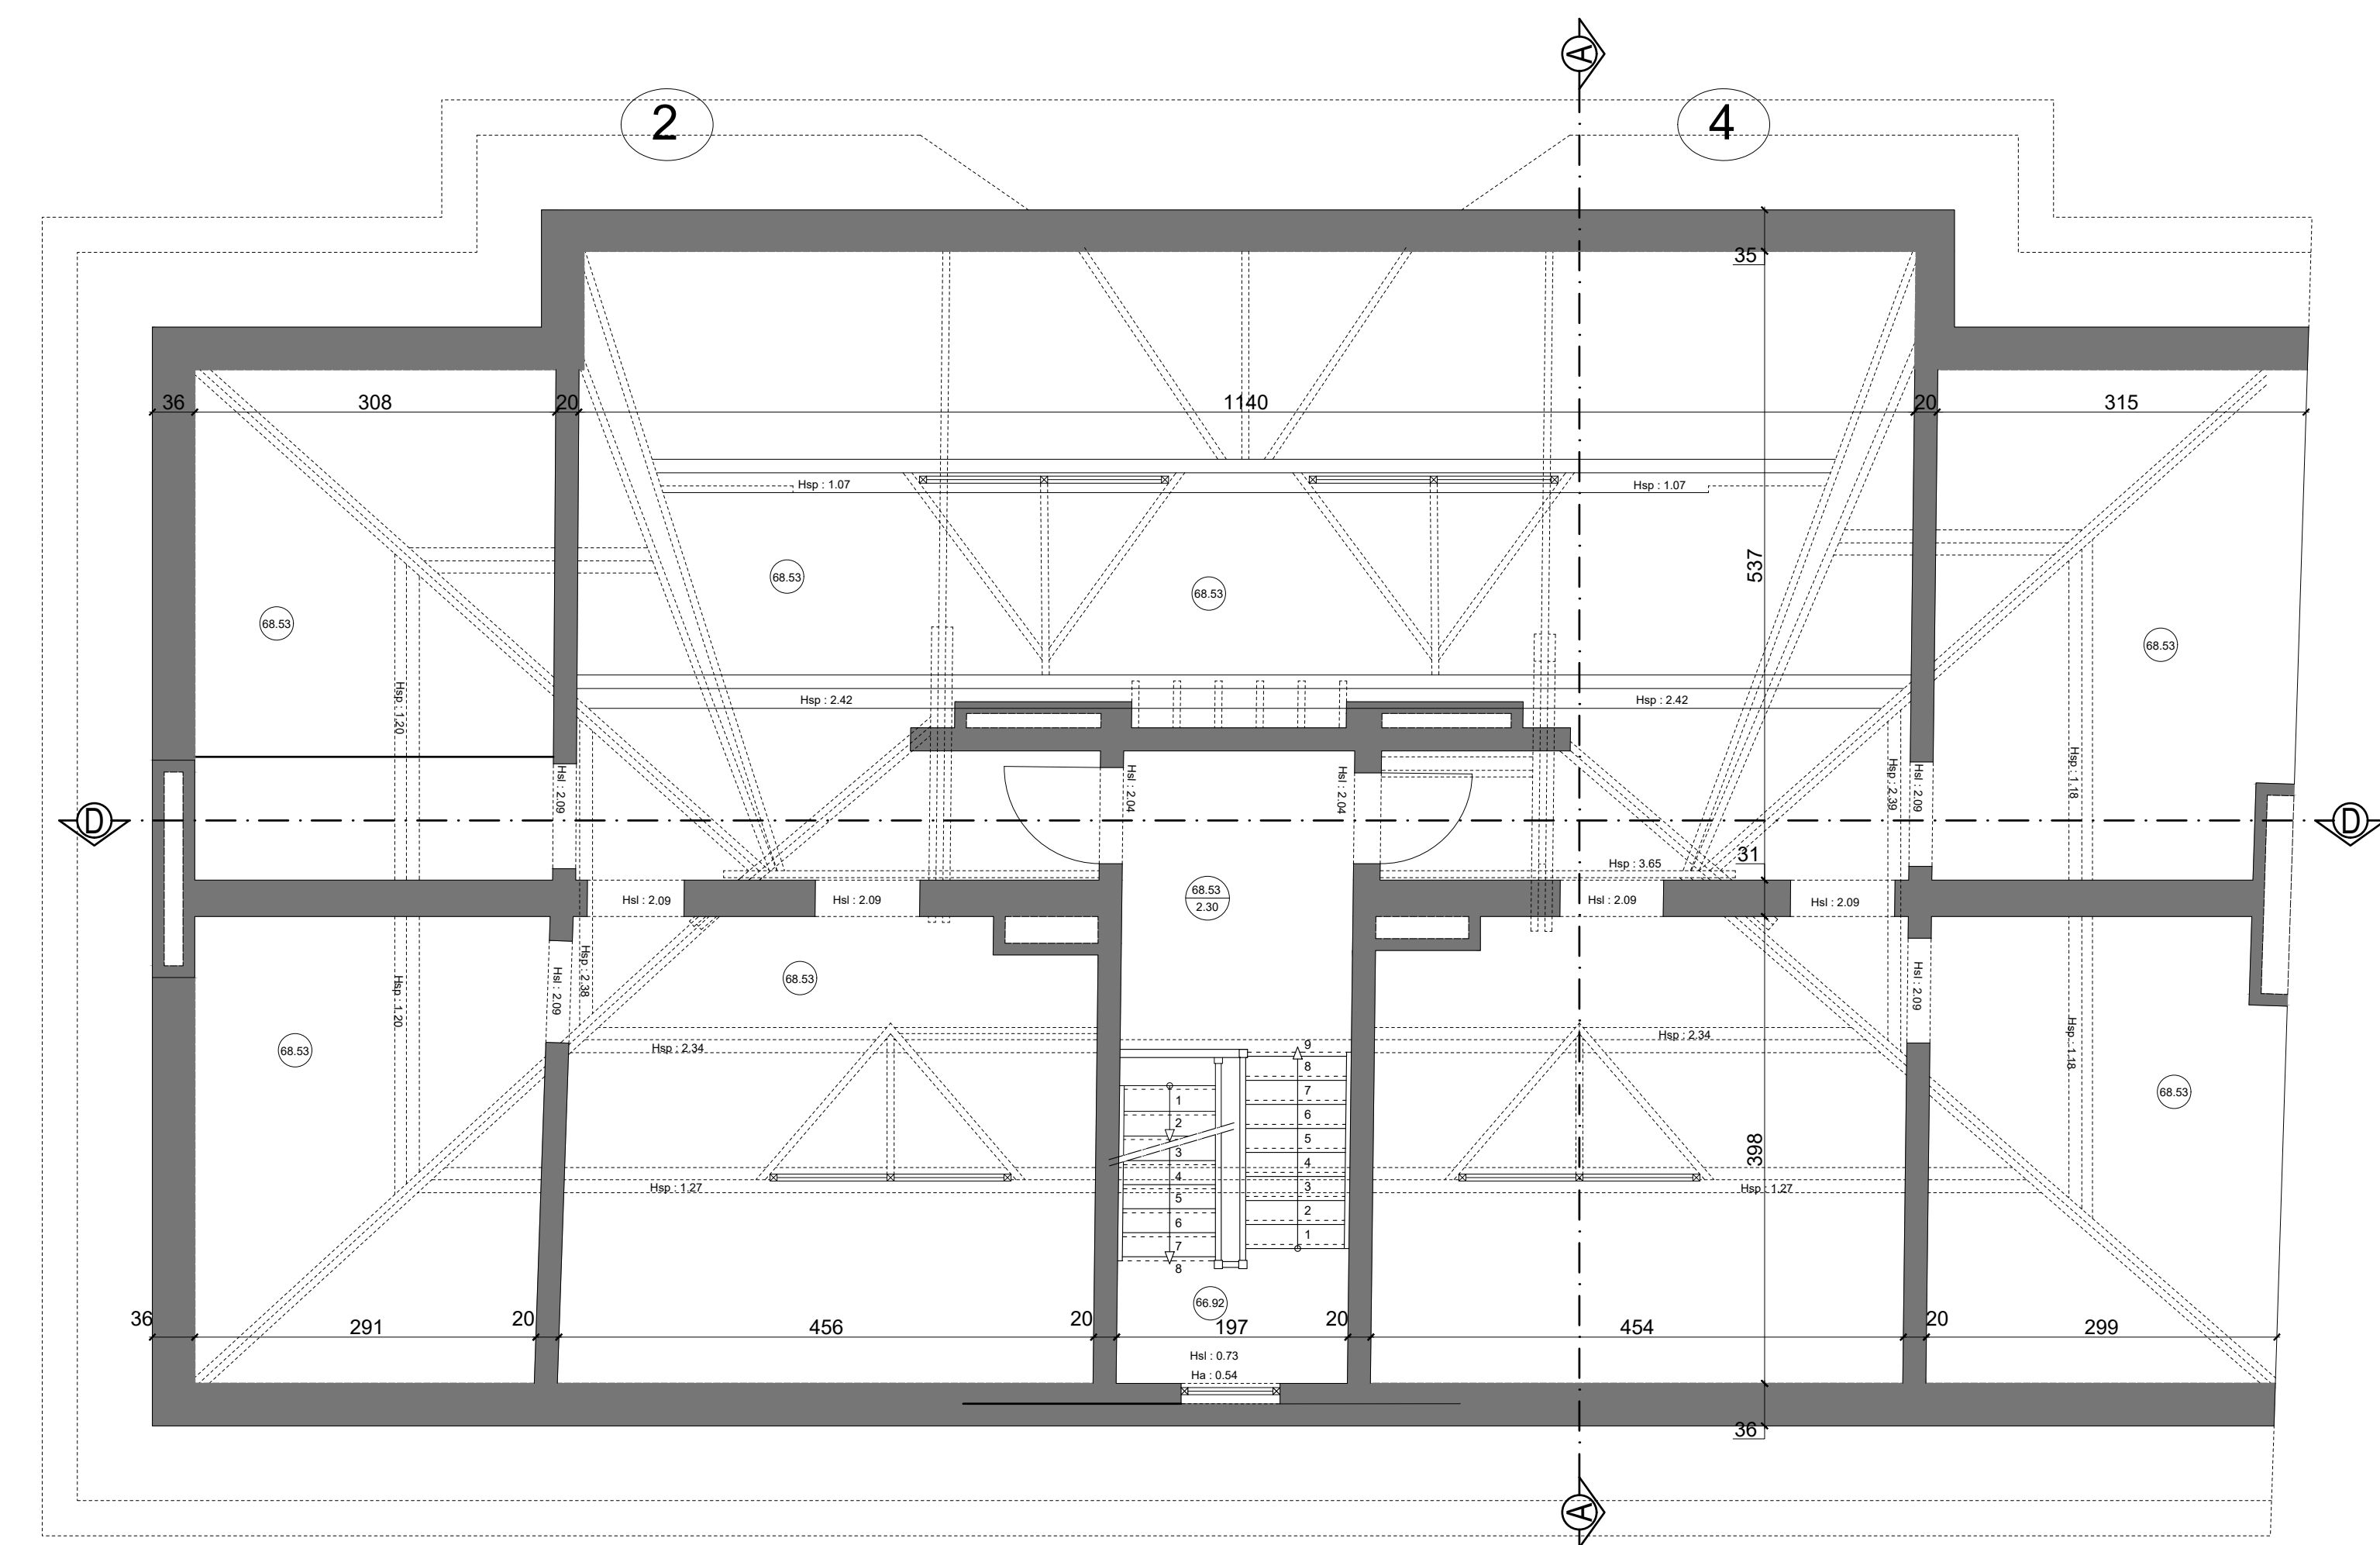 A
2
4
35
36
308
20
1140
20
315
Hsp : 1.07
Hsp : 1.07
537
68.53
68.53
68.53
68.53
Hsp : 1.20
Hsp : 2.42
Hsp : 2.42
Hsl : 2.09
Hsl : 2.04
Hsl : 2.04
Hsp : 2.39
Hsl : 2.09
Hsp : 1.18
D
D
31
Hsp : 3.65
68.53
2.30
Hsl : 2.09
Hsl : 2.09
Hsl : 2.09
Hsl : 2.09
Hsp : 1.20
Hsl : 2.09
Hsp : 2.38
68.53
Hsl : 2.09
Hsp : 1.18
68.53
Hsp : 2.34
Hsp : 2.34
68.53
9
8
7
6
5
4
3
2
1
1
2
3
4
5
6
7
8
398
Hsp : 1.27
Hsp : 1.27
66.92
36
291
20
456
20
197
20
454
20
299
Hsl : 0.73
Ha : 0.54
36
A